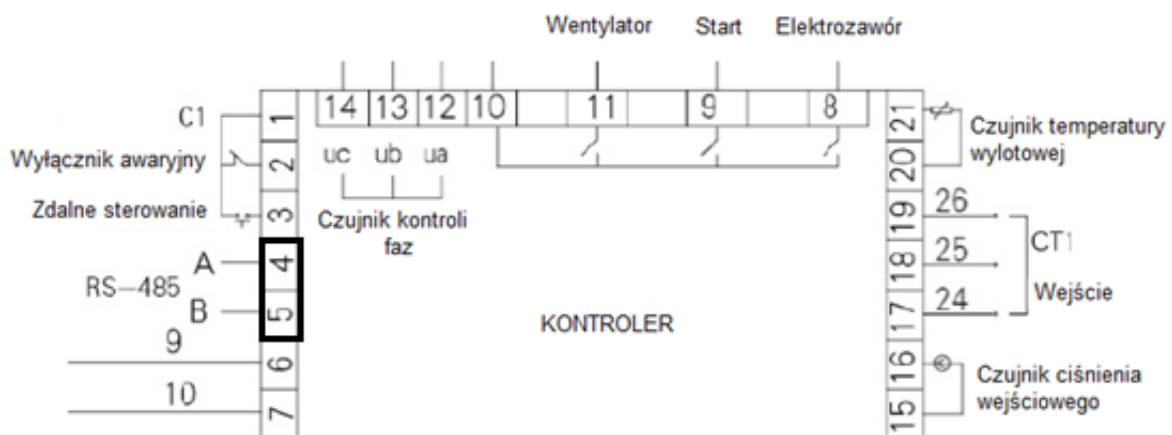 Wentylator Start Elektrozawór
C1 1 14 13 12 10 11 9 8 21
Czujnik temperatury
wylotowej
Wyłącznik awaryjny 2 uc ub ua 20
Zdalne sterowanie 3
Czujnik kontroli
faz
19 26
A 4 18 25 CT1
RS-485
B 5 17 24 Wejście
KONTROLER
9 6 16
Czujnik ciśnienia
wejściowego
10 7 15